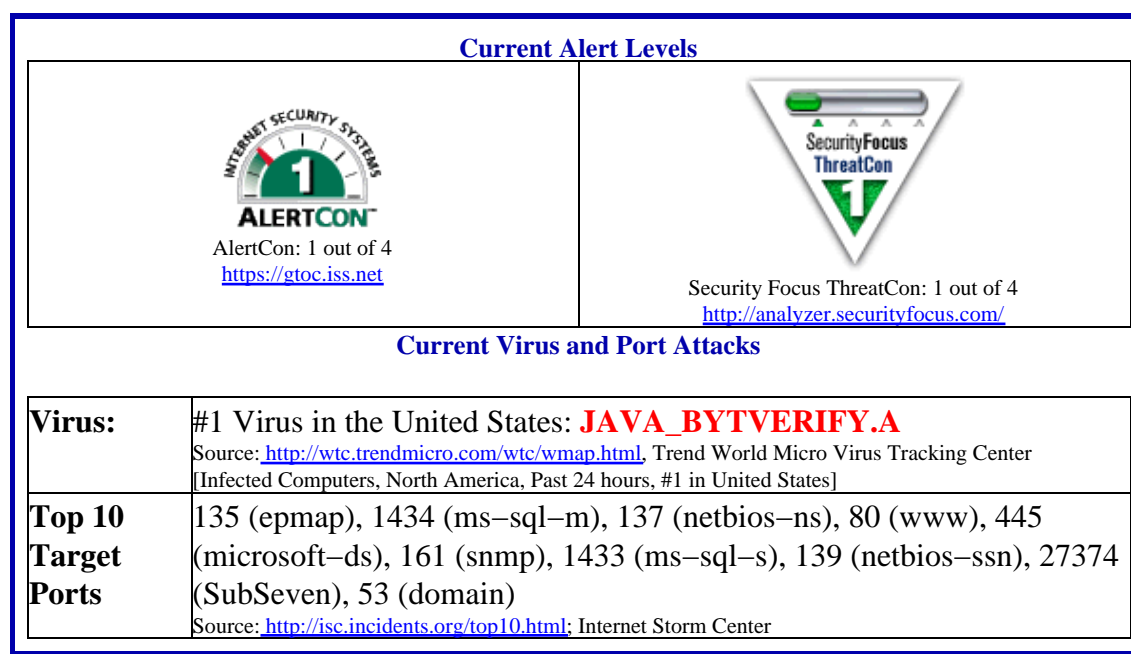 Current Alert Levels
INTERNET SECURITY SYSTEMS
1
ALERTCON™
AlertCon: 1 out of 4
https://gtoc.iss.net
SecurityFocus
ThreatCon
1
Security Focus ThreatCon: 1 out of 4
http://analyzer.securityfocus.com/
Current Virus and Port Attacks
Virus:
#1 Virus in the United States: JAVA_BYTVERIFY.A
Source: http://wtc.trendmicro.com/wtc/wmap.html, Trend World Micro Virus Tracking Center
[Infected Computers, North America, Past 24 hours, #1 in United States]
Top 10
Target
Ports
135 (epmap), 1434 (ms−sql−m), 137 (netbios−ns), 80 (www), 445
(microsoft−ds), 161 (snmp), 1433 (ms−sql−s), 139 (netbios−ssn), 27374
(SubSeven), 53 (domain)
Source: http://isc.incidents.org/top10.html; Internet Storm Center